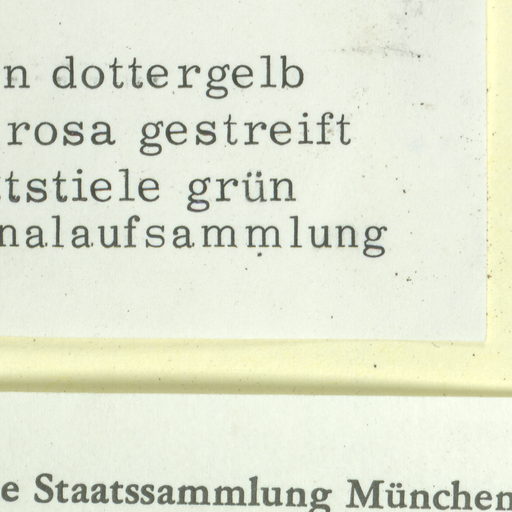 n dottergelb
rosa gestreift
tstiele grün
nalaufsammlung
e Staatssammlung München